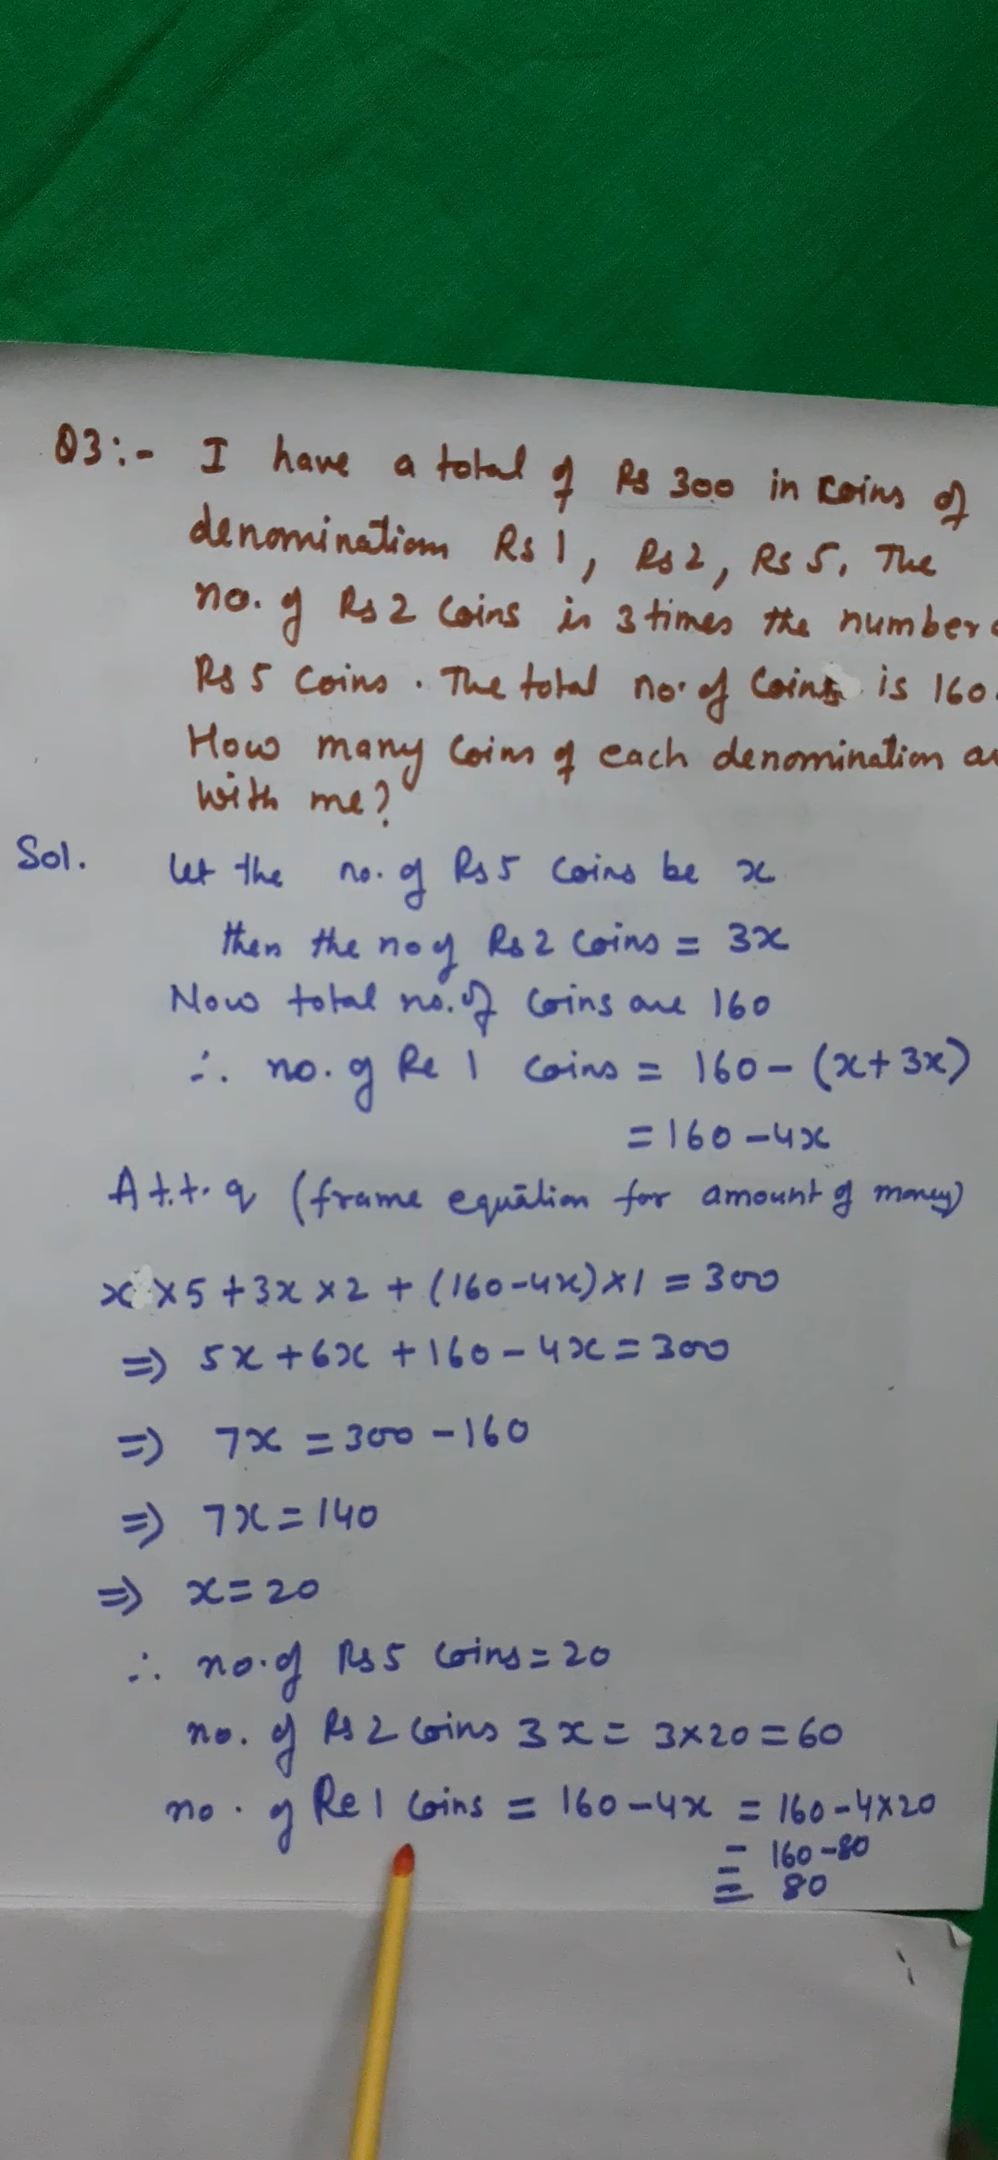 Q3:- I have a total of Rs 300 in coins of
denominations Rs 1, Rs 2, Rs 5. The
no. of Rs 2 coins is 3 times the number
Rs 5 coins. The total no. of coins is 160.
How many coins of each denomination
with me?
Sol. Let the no. of Rs 5 coins be x
then the no of Rs 2 coins = 3x
Now total no. of coins are 160
∴ no. of Re 1 coins = 160 - (x + 3x)
= 160 - 4x
A.t.t.q (frame equation for amount of money)
x × 5 + 3x × 2 + (160 - 4x) × 1 = 300
⇒ 5x + 6x + 160 - 4x = 300
⇒ 7x = 300 - 160
⇒ 7x = 140
⇒ x = 20
∴ no. of Rs 5 coins = 20
no. of Rs 2 coins 3x = 3×20 = 60
no. of Re 1 coins = 160 - 4x = 160 - 4×20
= 160 - 80
= 80